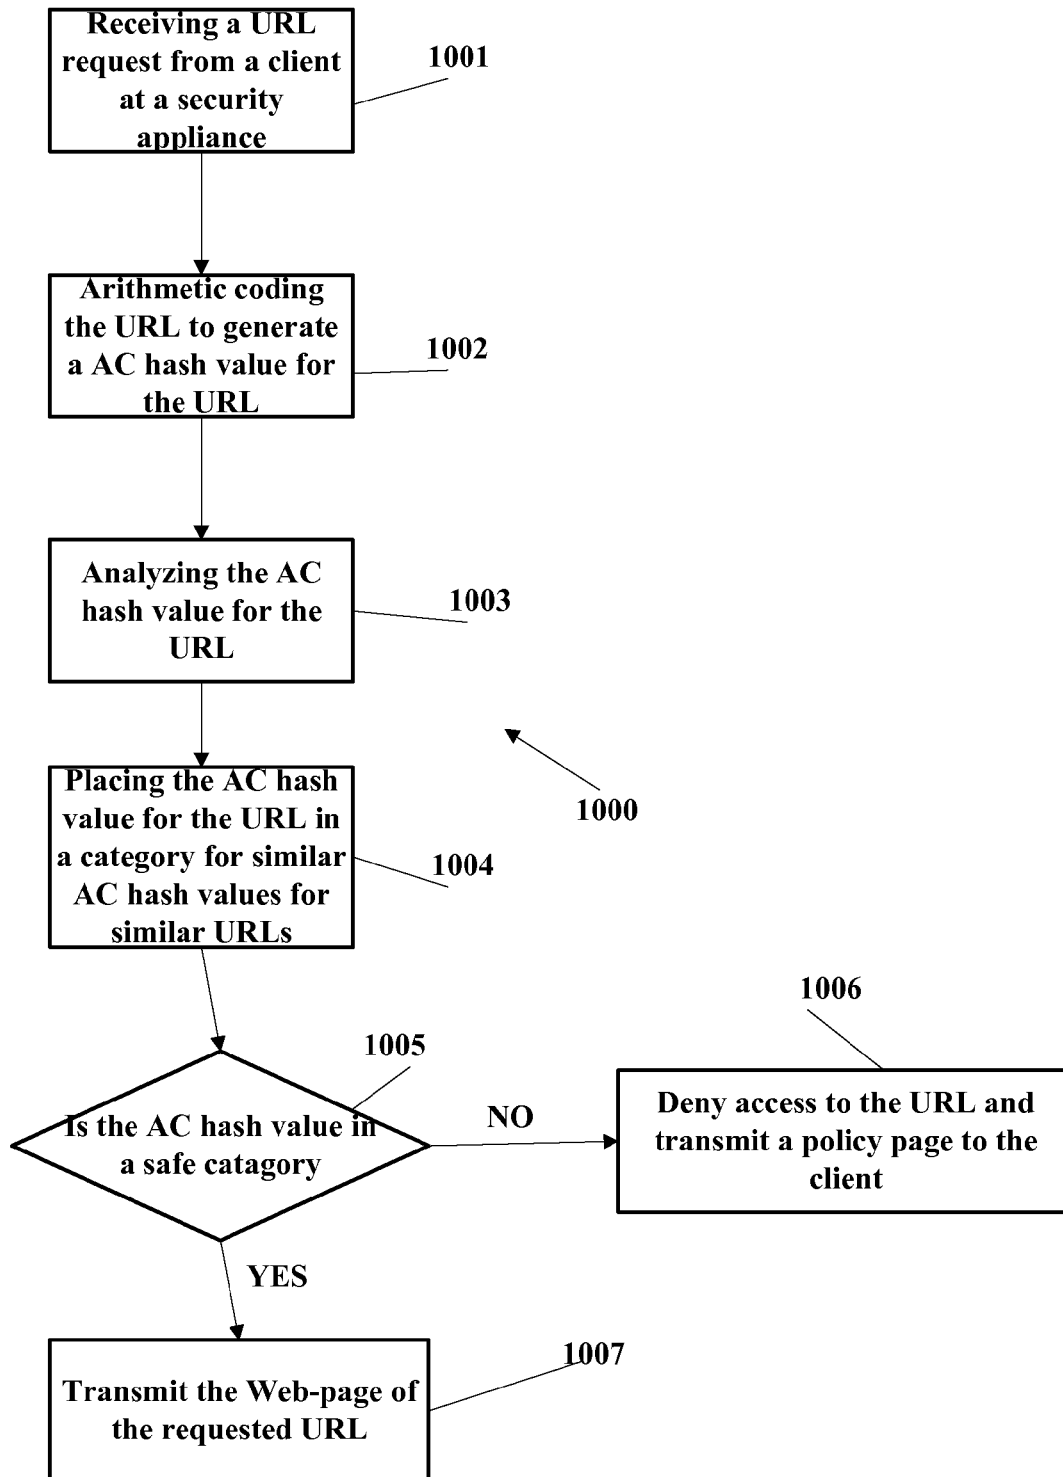 Receiving a URL
request from a client
at a security
appliance
1001
Arithmetic coding
the URL to generate
a AC hash value for
the URL
1002
Analyzing the AC
hash value for the
URL
1003
1000
Placing the AC hash
value for the URL in
a category for similar
AC hash values for
similar URLs
1004
1005
Is the AC hash value in
a safe catagory
NO
1006
Deny access to the URL and
transmit a policy page to the
client
YES
1007
Transmit the Web-page of
the requested URL